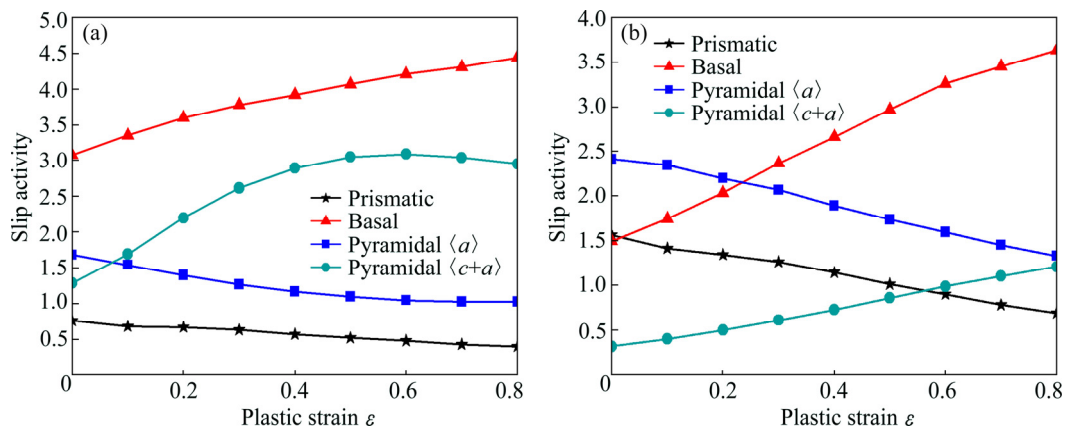 (a)
5.0
4.5
4.0
3.5
3.0
2.5
2.0
1.5
1.0
0.5
Slip activity
Prismatic
Basal
Pyramidal ⟨a⟩
Pyramidal ⟨c+a⟩
0 0.2 0.4 0.6 0.8
Plastic strain ε
(b)
4.0
3.5
3.0
2.5
2.0
1.5
1.0
0.5
Slip activity
Prismatic
Basal
Pyramidal ⟨a⟩
Pyramidal ⟨c+a⟩
0 0.2 0.4 0.6 0.8
Plastic strain ε